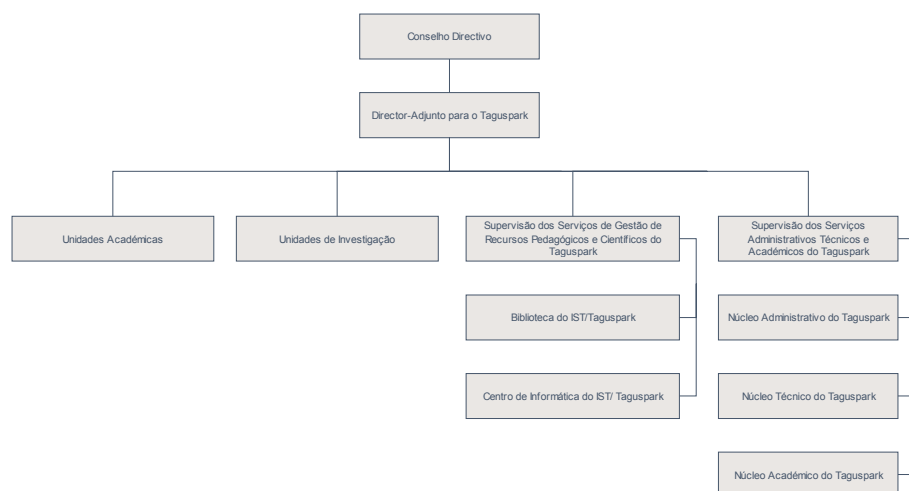 Conselho Directivo
Director-Adjunto para o Taguspark
Unidades Académicas
Unidades de Investigação
Supervisão dos Serviços de Gestão de
Recursos Pedagógicos e Científicos do
Taguspark
Supervisão dos Serviços
Administrativos Técnicos e
Académicos do Taguspark
Biblioteca do IST/Taguspark
Núcleo Administrativo do Taguspark
Centro de Informática do IST/ Taguspark
Núcleo Técnico do Taguspark
Núcleo Académico do Taguspark